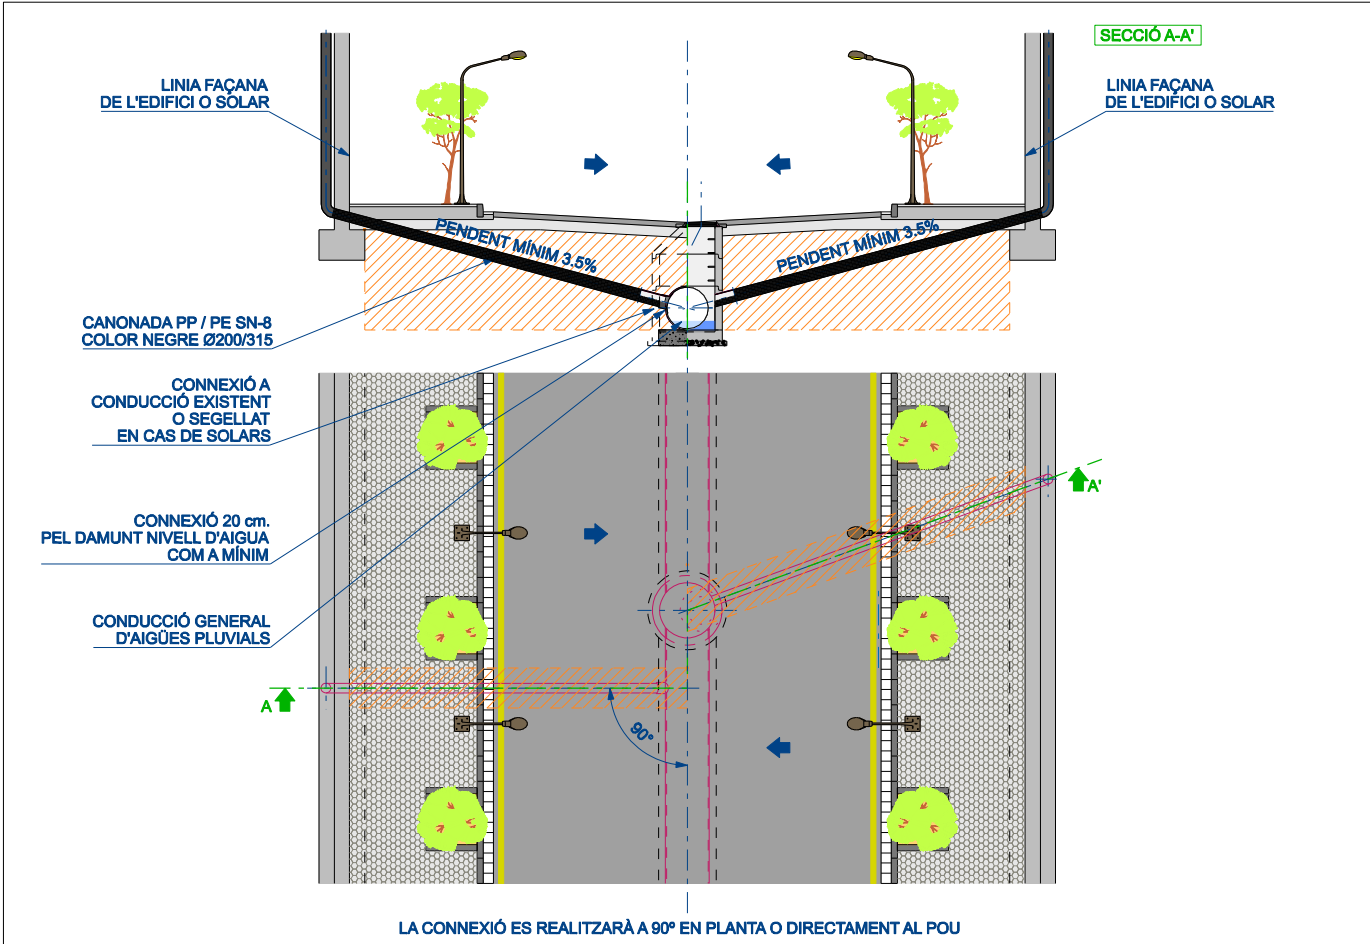 SECCIÓ A-A'
LINIA FAÇANA
DE L'EDIFICI O SOLAR
LINIA FAÇANA
DE L'EDIFICI O SOLAR
PENDENT MÍNIM 3.5%
PENDENT MÍNIM 3.5%
CANONADA PP / PE SN-8
COLOR NEGRE Ø200/315
CONNEXIÓ A
CONDUCCIÓ EXISTENT
O SEGELLAT
EN CAS DE SOLARS
A'
CONNEXIÓ 20 cm.
PEL DAMUNT NIVELL D'AIGUA
COM A MÍNIM
CONDUCCIÓ GENERAL
D'AIGÜES PLUVIALS
A
90°
LA CONNEXIÓ ES REALITZARÀ A 90º EN PLANTA O DIRECTAMENT AL POU